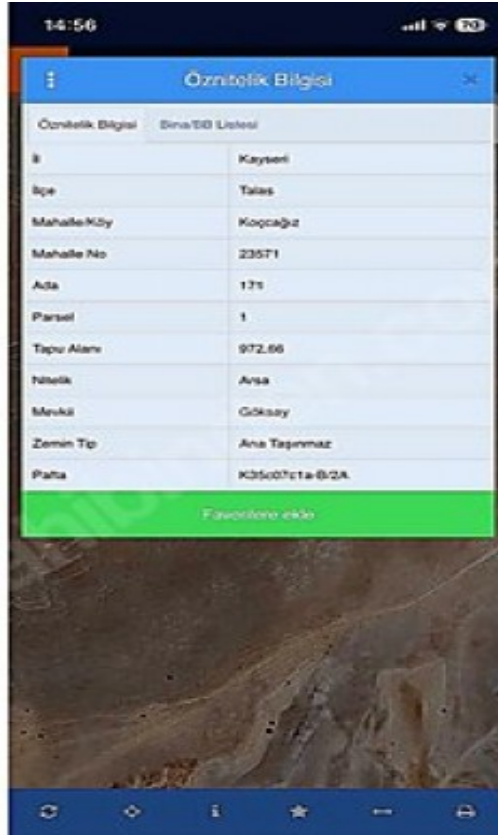 14:56
70
Öznitelik Bilgisi
Öznitelik Bilgisi Bina/BB Listesi
İl Kayseri
İlçe Talas
Mahalle/Köy Koççağız
Mahalle No 23571
Ada 171
Parsel 1
Tapu Alanı 972,66
Nitelik Arsa
Mevkii Göksay
Zemin Tip Ana Taşınmaz
Pafta K35c07c1a-B/2A
Favorilere ekle